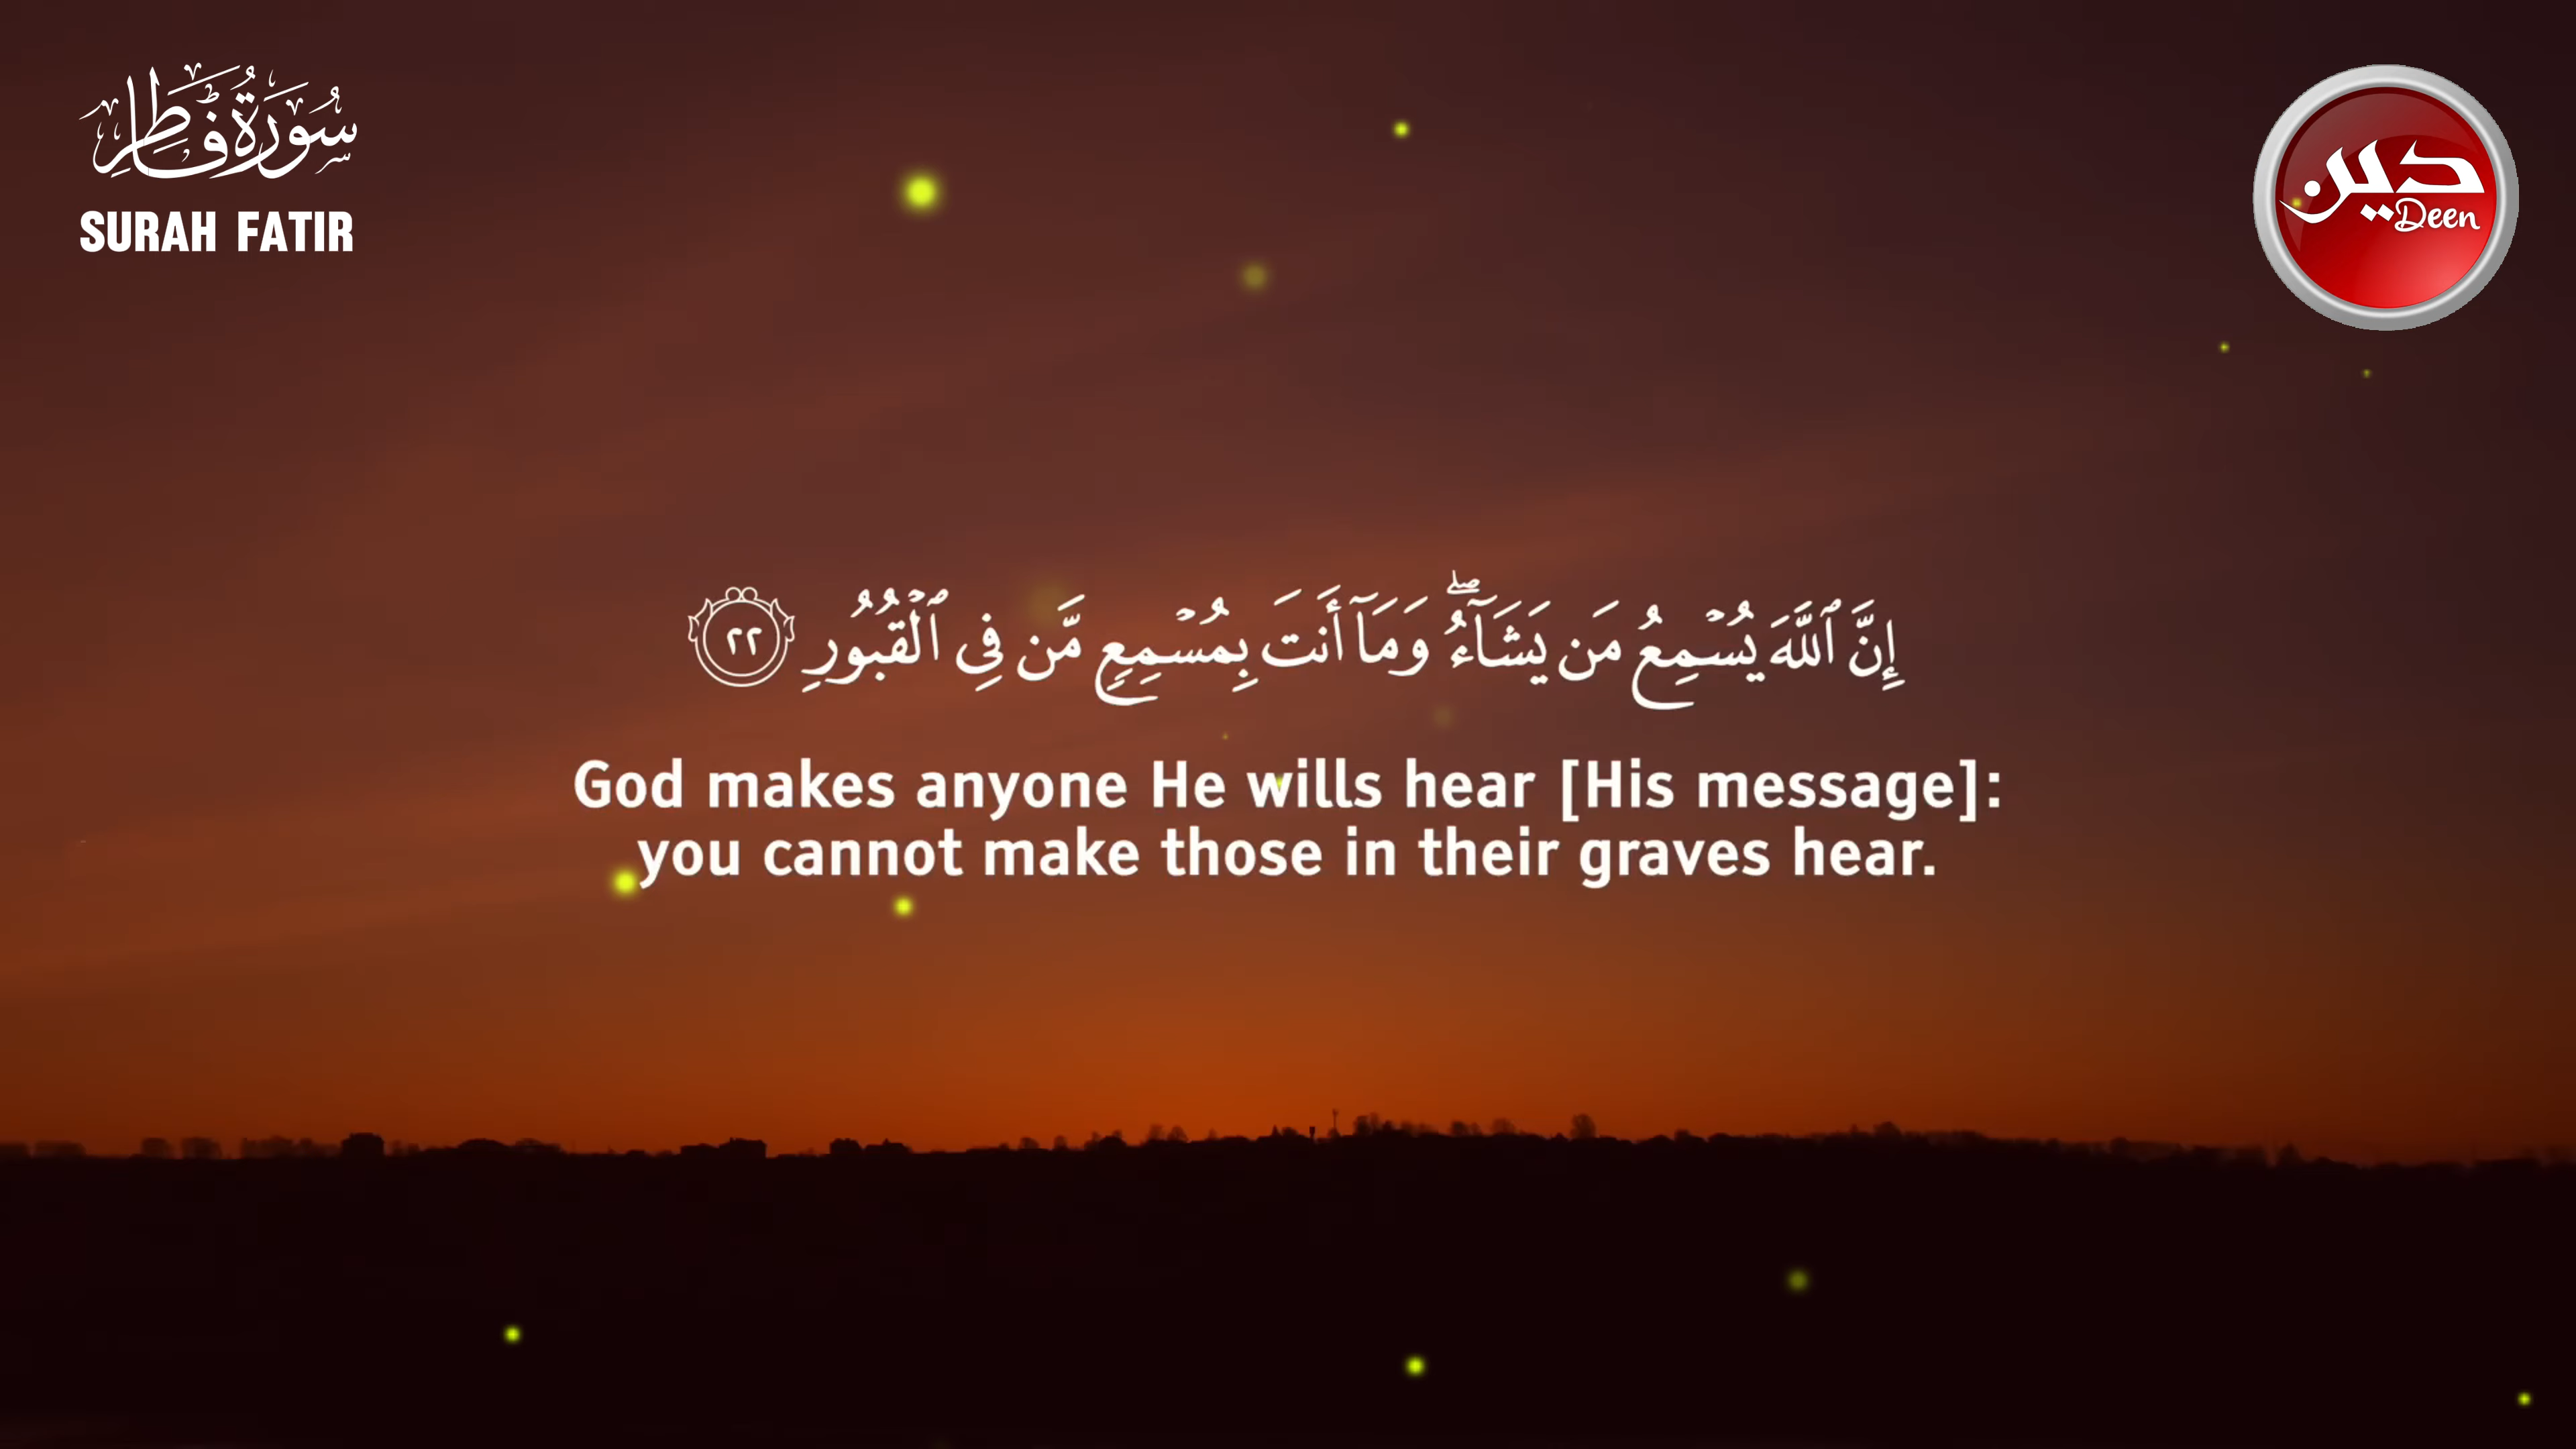 سُورَةُ فَاطِرٍ
SURAH FATIR
دين
Deen
إِنَّ ٱللَّهَ يُسْمِعُ مَن يَشَآءُ ۖ وَمَآ أَنتَ بِمُسْمِعٍ مَّن فِى ٱلْقُبُورِ ٢٢
God makes anyone He wills hear [His message]:
you cannot make those in their graves hear.